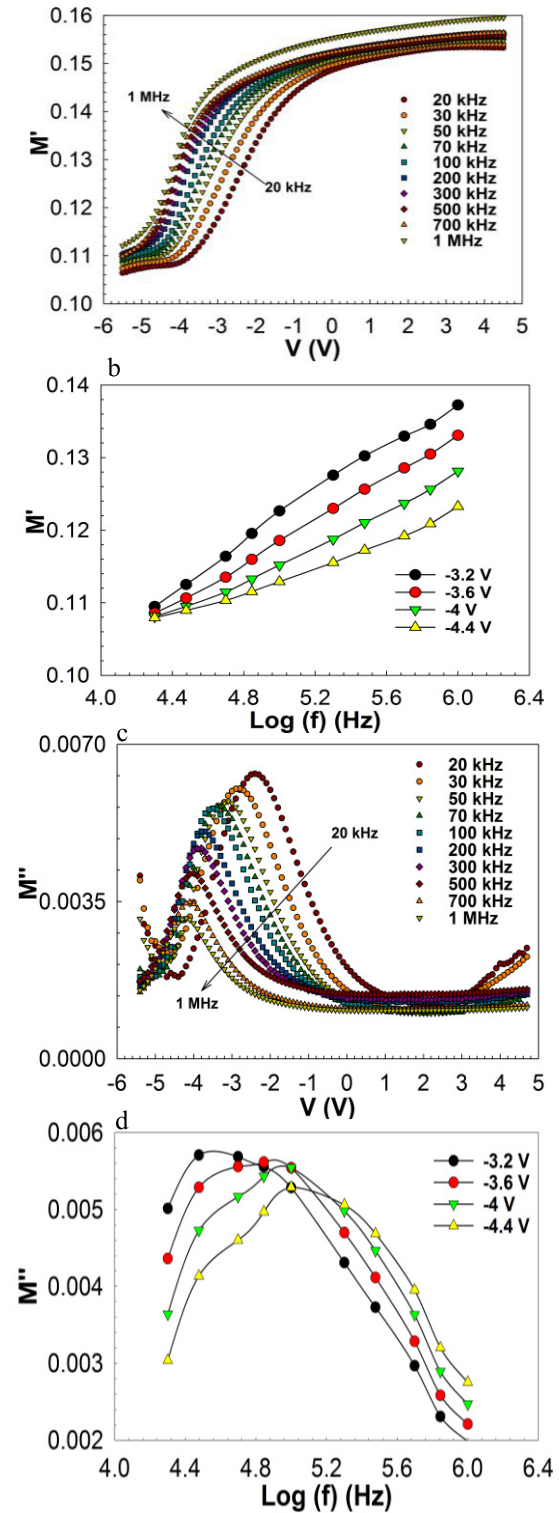 0.16
0.15
0.14
0.13
0.12
0.11
0.10
M'
1 MHz
20 kHz
20 kHz
30 kHz
50 kHz
70 kHz
100 kHz
200 kHz
300 kHz
500 kHz
700 kHz
1 MHz
-6 -5 -4 -3 -2 -1 0 1 2 3 4 5
V (V)
b
0.14
0.13
0.12
0.11
0.10
M'
-3.2 V
-3.6 V
-4 V
-4.4 V
4.0 4.4 4.8 5.2 5.6 6.0 6.4
Log (f) (Hz)
c
0.0070
0.0035
0.0000
M"
20 kHz
30 kHz
50 kHz
70 kHz
100 kHz
200 kHz
300 kHz
500 kHz
700 kHz
1 MHz
20 kHz
1 MHz
-6 -5 -4 -3 -2 -1 0 1 2 3 4 5
V (V)
d
0.006
0.005
0.004
0.003
0.002
M"
-3.2 V
-3.6 V
-4 V
-4.4 V
4.0 4.4 4.8 5.2 5.6 6.0 6.4
Log (f) (Hz)